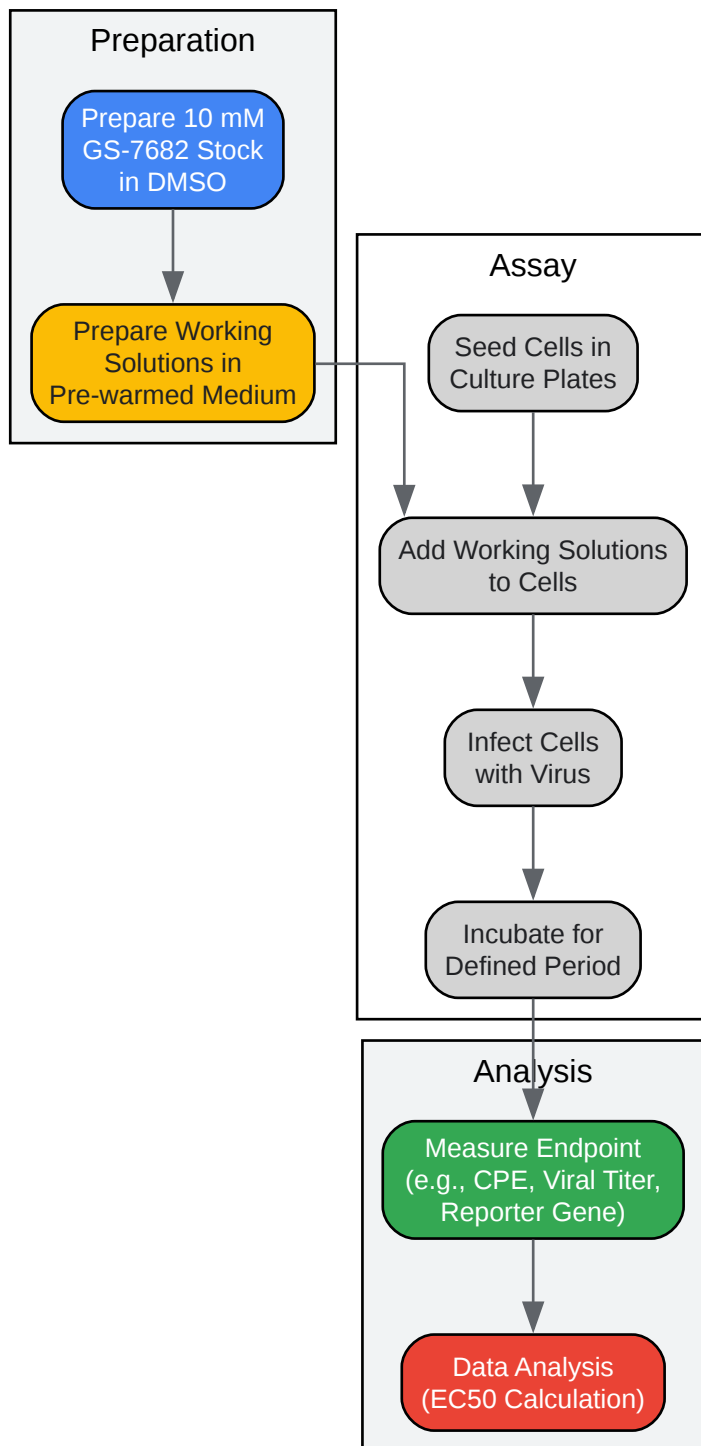 Preparation
Prepare 10 mM
GS-7682 Stock
in DMSO
Prepare Working
Solutions in
Pre-warmed Medium
Assay
Seed Cells in
Culture Plates
Add Working Solutions
to Cells
Infect Cells
with Virus
Incubate for
Defined Period
Analysis
Measure Endpoint
(e.g., CPE, Viral Titer,
Reporter Gene)
Data Analysis
(EC50 Calculation)